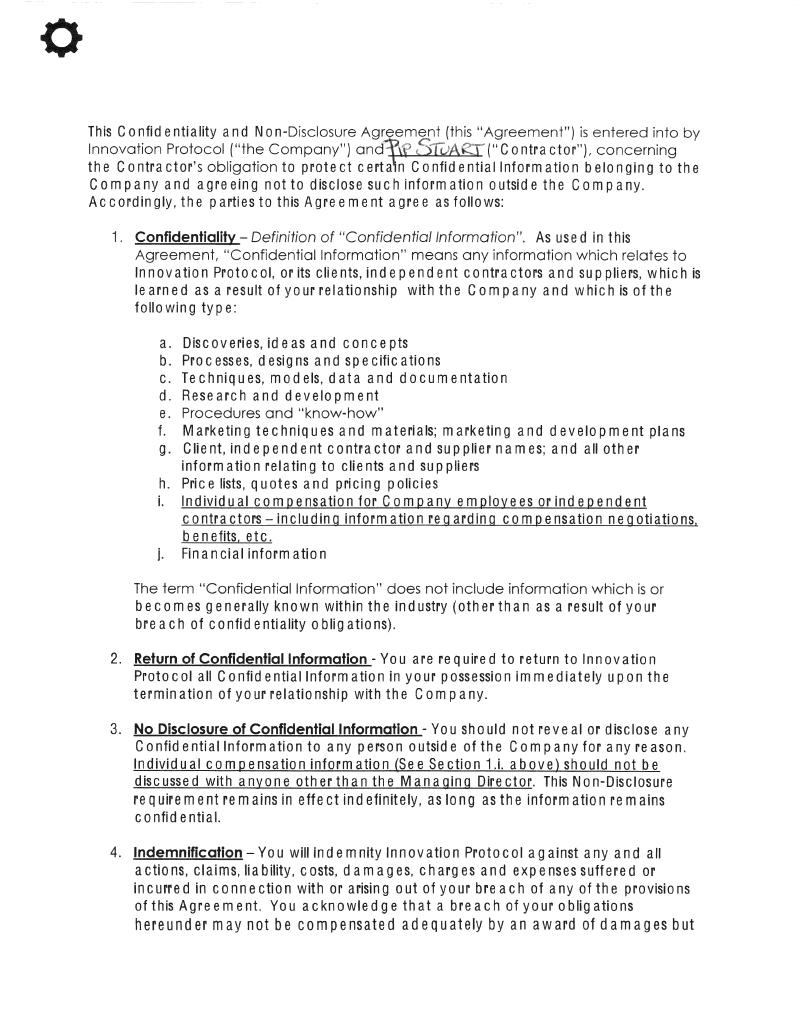 This Confidentiality and Non-Disclosure Agreement (this “Agreement”) is entered into by
Innovation Protocol (“the Company”) and PIP STUART (“Contractor”), concerning
the Contractor’s obligation to protect certain Confidential Information belonging to the
Company and agreeing not to disclose such information outside the Company.
Accordingly, the parties to this Agreement agree as follows:
1. Confidentiality – Definition of “Confidential Information”. As used in this
Agreement, “Confidential Information” means any information which relates to
Innovation Protocol, or its clients, independent contractors and suppliers, which is
learned as a result of your relationship with the Company and which is of the
following type:
a. Discoveries, ideas and concepts
b. Processes, designs and specifications
c. Techniques, models, data and documentation
d. Research and development
e. Procedures and “know-how”
f. Marketing techniques and materials; marketing and development plans
g. Client, independent contractor and supplier names; and all other
information relating to clients and suppliers
h. Price lists, quotes and pricing policies
i. Individual compensation for Company employees or independent
contractors – including information regarding compensation negotiations,
benefits, etc.
j. Financial information
The term “Confidential Information” does not include information which is or
becomes generally known within the industry (other than as a result of your
breach of confidentiality obligations).
2. Return of Confidential Information - You are required to return to Innovation
Protocol all Confidential Information in your possession immediately upon the
termination of your relationship with the Company.
3. No Disclosure of Confidential Information - You should not reveal or disclose any
Confidential Information to any person outside of the Company for any reason.
Individual compensation information (See Section 1.i. above) should not be
discussed with anyone other than the Managing Director. This Non-Disclosure
requirement remains in effect indefinitely, as long as the information remains
confidential.
4. Indemnification – You will indemnity Innovation Protocol against any and all
actions, claims, liability, costs, damages, charges and expenses suffered or
incurred in connection with or arising out of your breach of any of the provisions
of this Agreement. You acknowledge that a breach of your obligations
hereunder may not be compensated adequately by an award of damages but